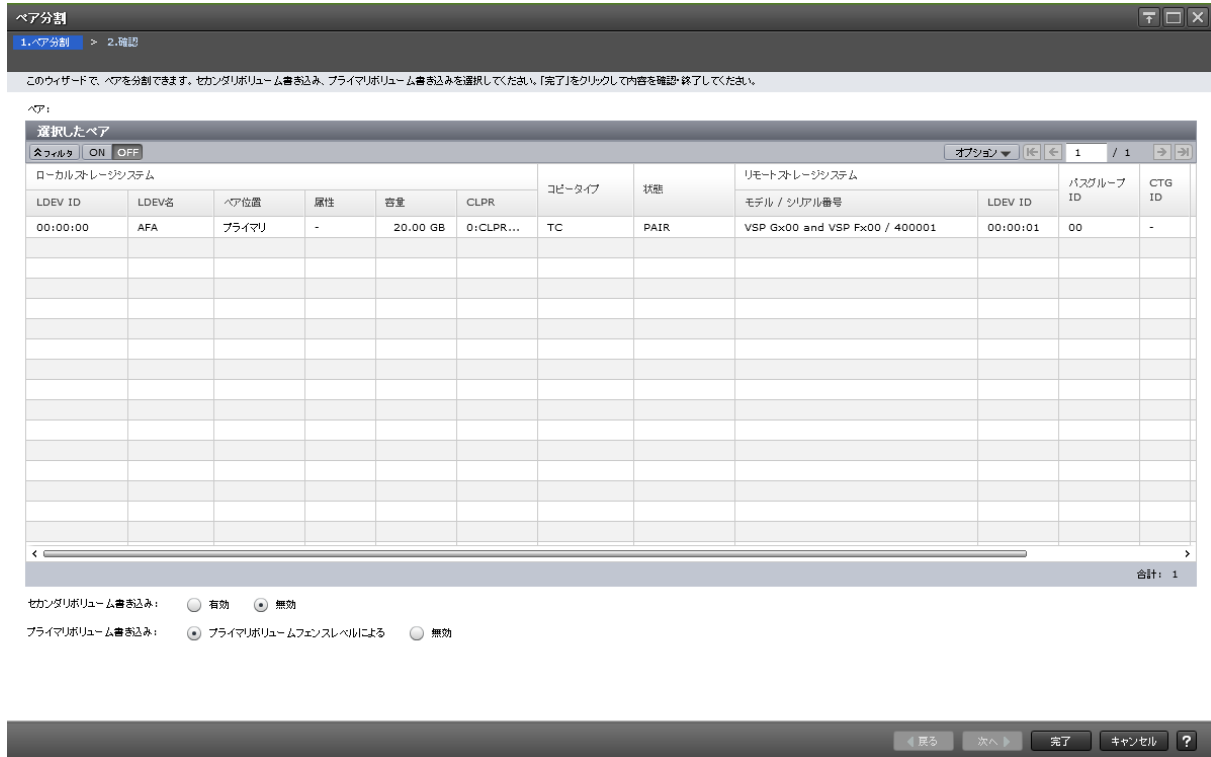 ペア分割
1.ペア分割 > 2.確認
このウィザードで、ペアを分割できます。セカンダリボリューム書き込み、プライマリボリューム書き込みを選択してください。「完了」をクリックして内容を確認・終了してください。
ペア:
選択したペア
フィルタ ON OFF オプション 1 / 1
ローカルストレージシステム コピータイプ 状態 リモートストレージシステム パスグループ ID CTG ID
LDEV ID LDEV名 ペア位置 属性 容量 CLPR モデル / シリアル番号 LDEV ID
00:00:00 AFA プライマリ - 20.00 GB 0:CLPR... TC PAIR VSP Gx00 and VSP Fx00 / 400001 00:00:01 00 -
合計: 1
セカンダリボリューム書き込み: 有効 無効
プライマリボリューム書き込み: プライマリボリュームフェンスレベルによる 無効
戻る 次へ 完了 キャンセル ?